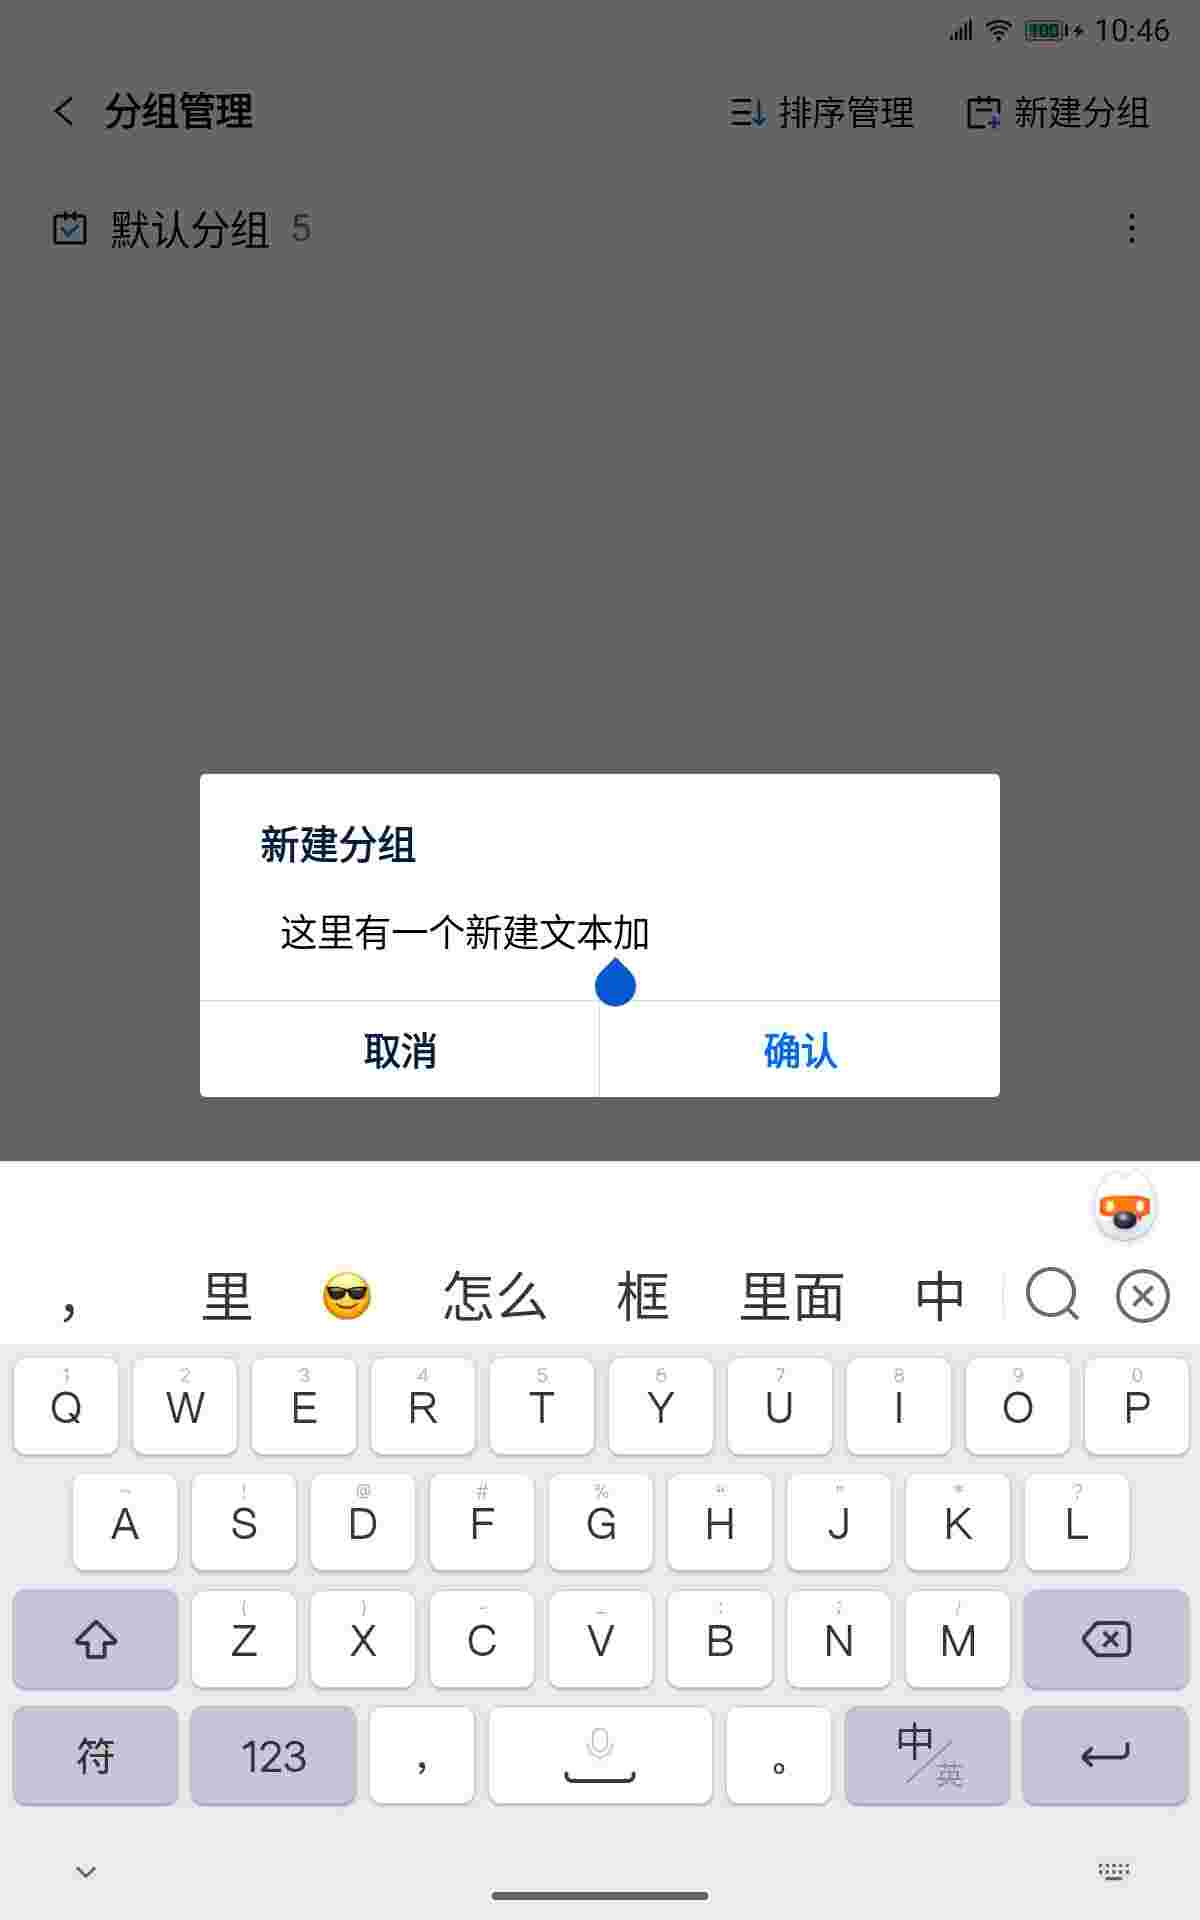 100 10:46
分组管理 排序管理 新建分组
默认分组 5
新建分组
这里有一个新建文本加
取消 确认
， 里 怎么 框 里面 中
1 2 3 4 5 6 7 8 9 0
Q W E R T Y U I O P
~ ! @ # % “ ” * ?
A S D F G H J K L
( ) - _ : ; /
Z X C V B N M
符 123 ， 。 中/英